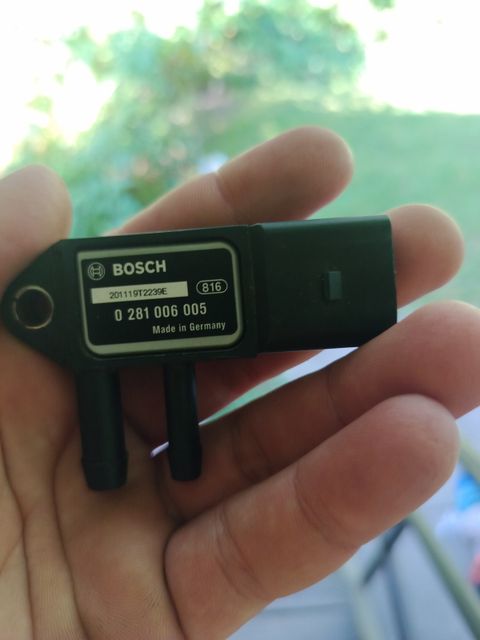 BOSCH
201119T2239E
816
0 281 006 005
Made in Germany